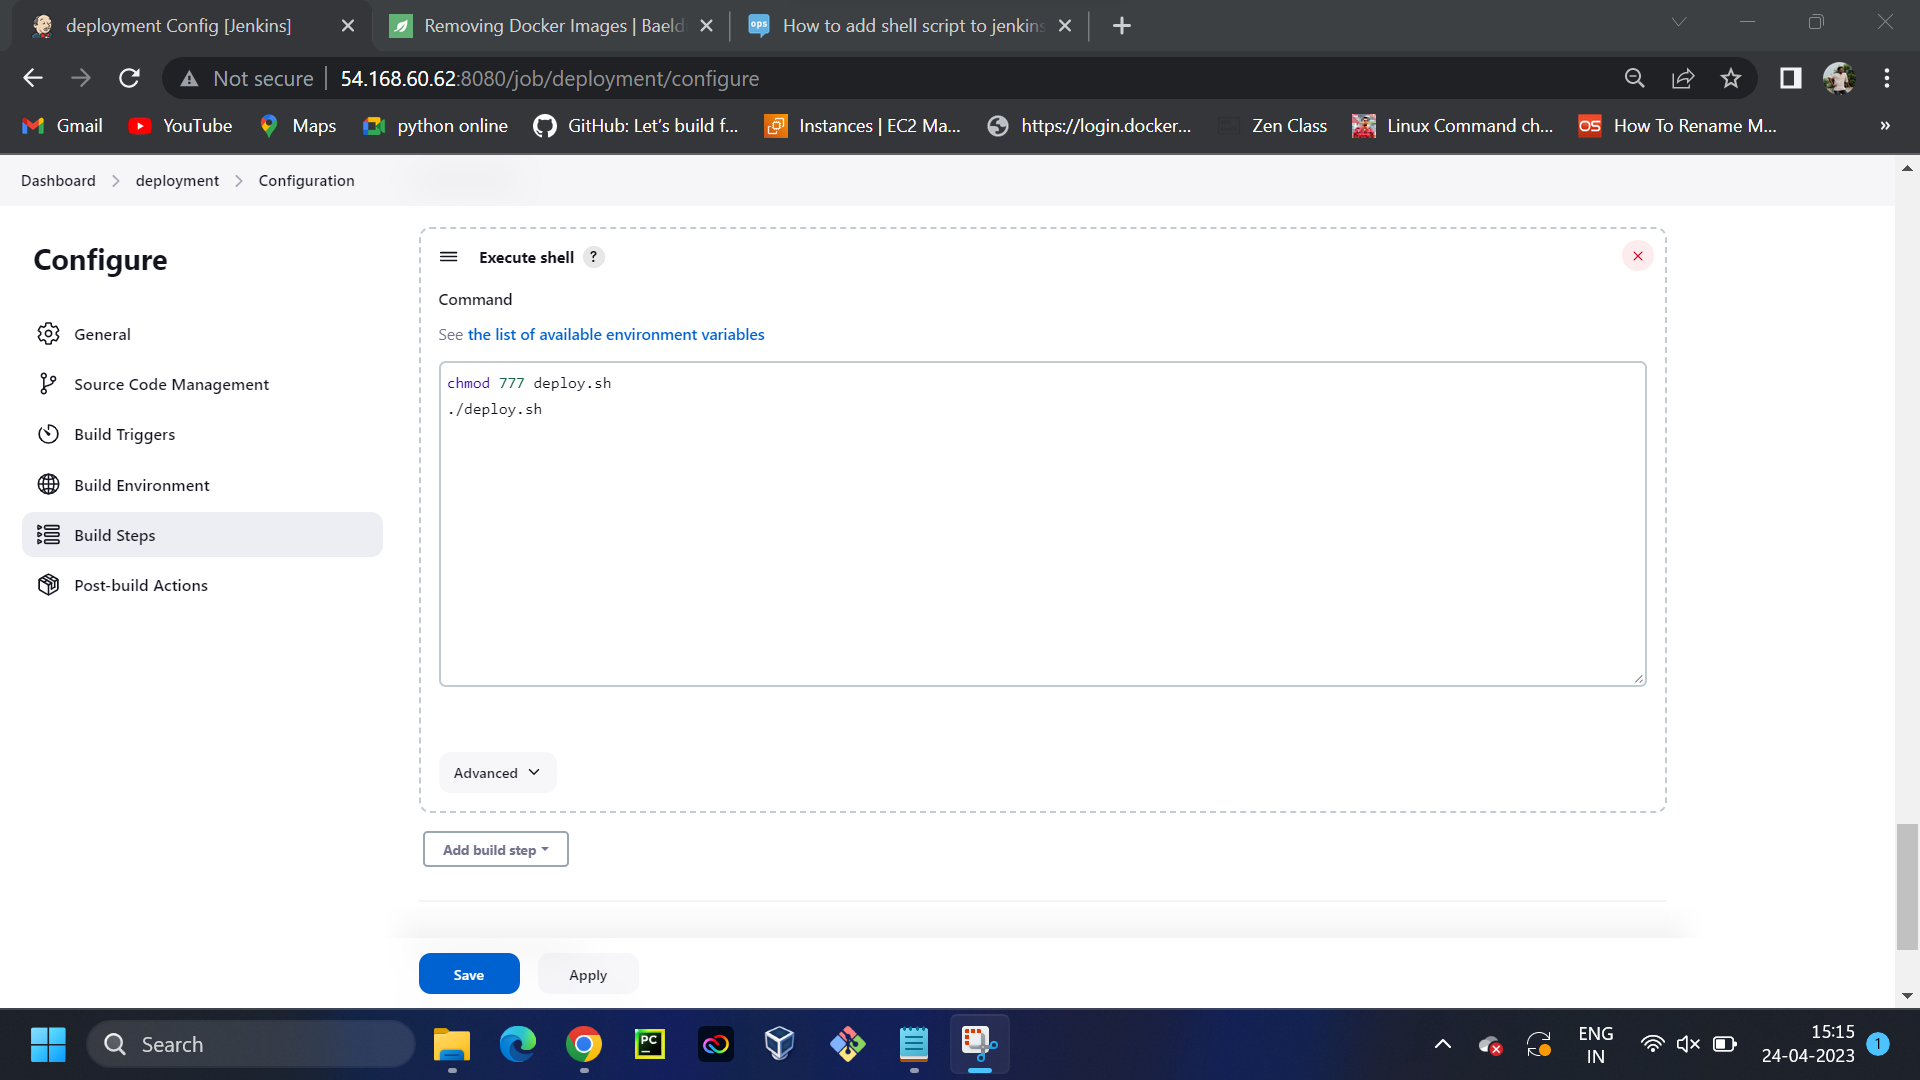 deployment Config [Jenkins]
Removing Docker Images | Baeld
ops
How to add shell script to jenkins
Not secure
54.168.60.62:8080/job/deployment/configure
Gmail
YouTube
Maps
python online
GitHub: Let's build f...
Instances | EC2 Ma...
https://login.docker...
Zen Class
Linux Command ch...
OS
How To Rename M...
»
Dashboard
deployment
Configuration
Configure
General
Source Code Management
Build Triggers
Build Environment
Build Steps
Post-build Actions
Execute shell
?
Command
See the list of available environment variables
chmod 777 deploy.sh
./deploy.sh
Advanced
Add build step
Save
Apply
Search
PC
ENG
IN
15:15
24-04-2023
1